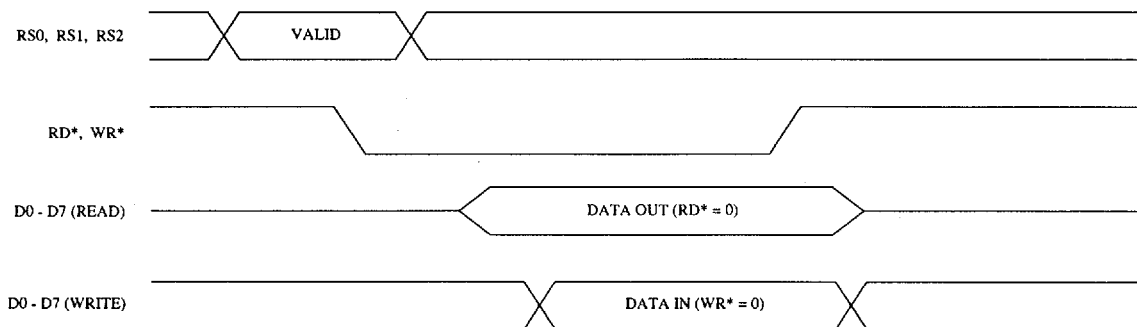 RS0, RS1, RS2
VALID
RD*, WR*
D0 - D7 (READ)
DATA OUT (RD* = 0)
D0 - D7 (WRITE)
DATA IN (WR* = 0)